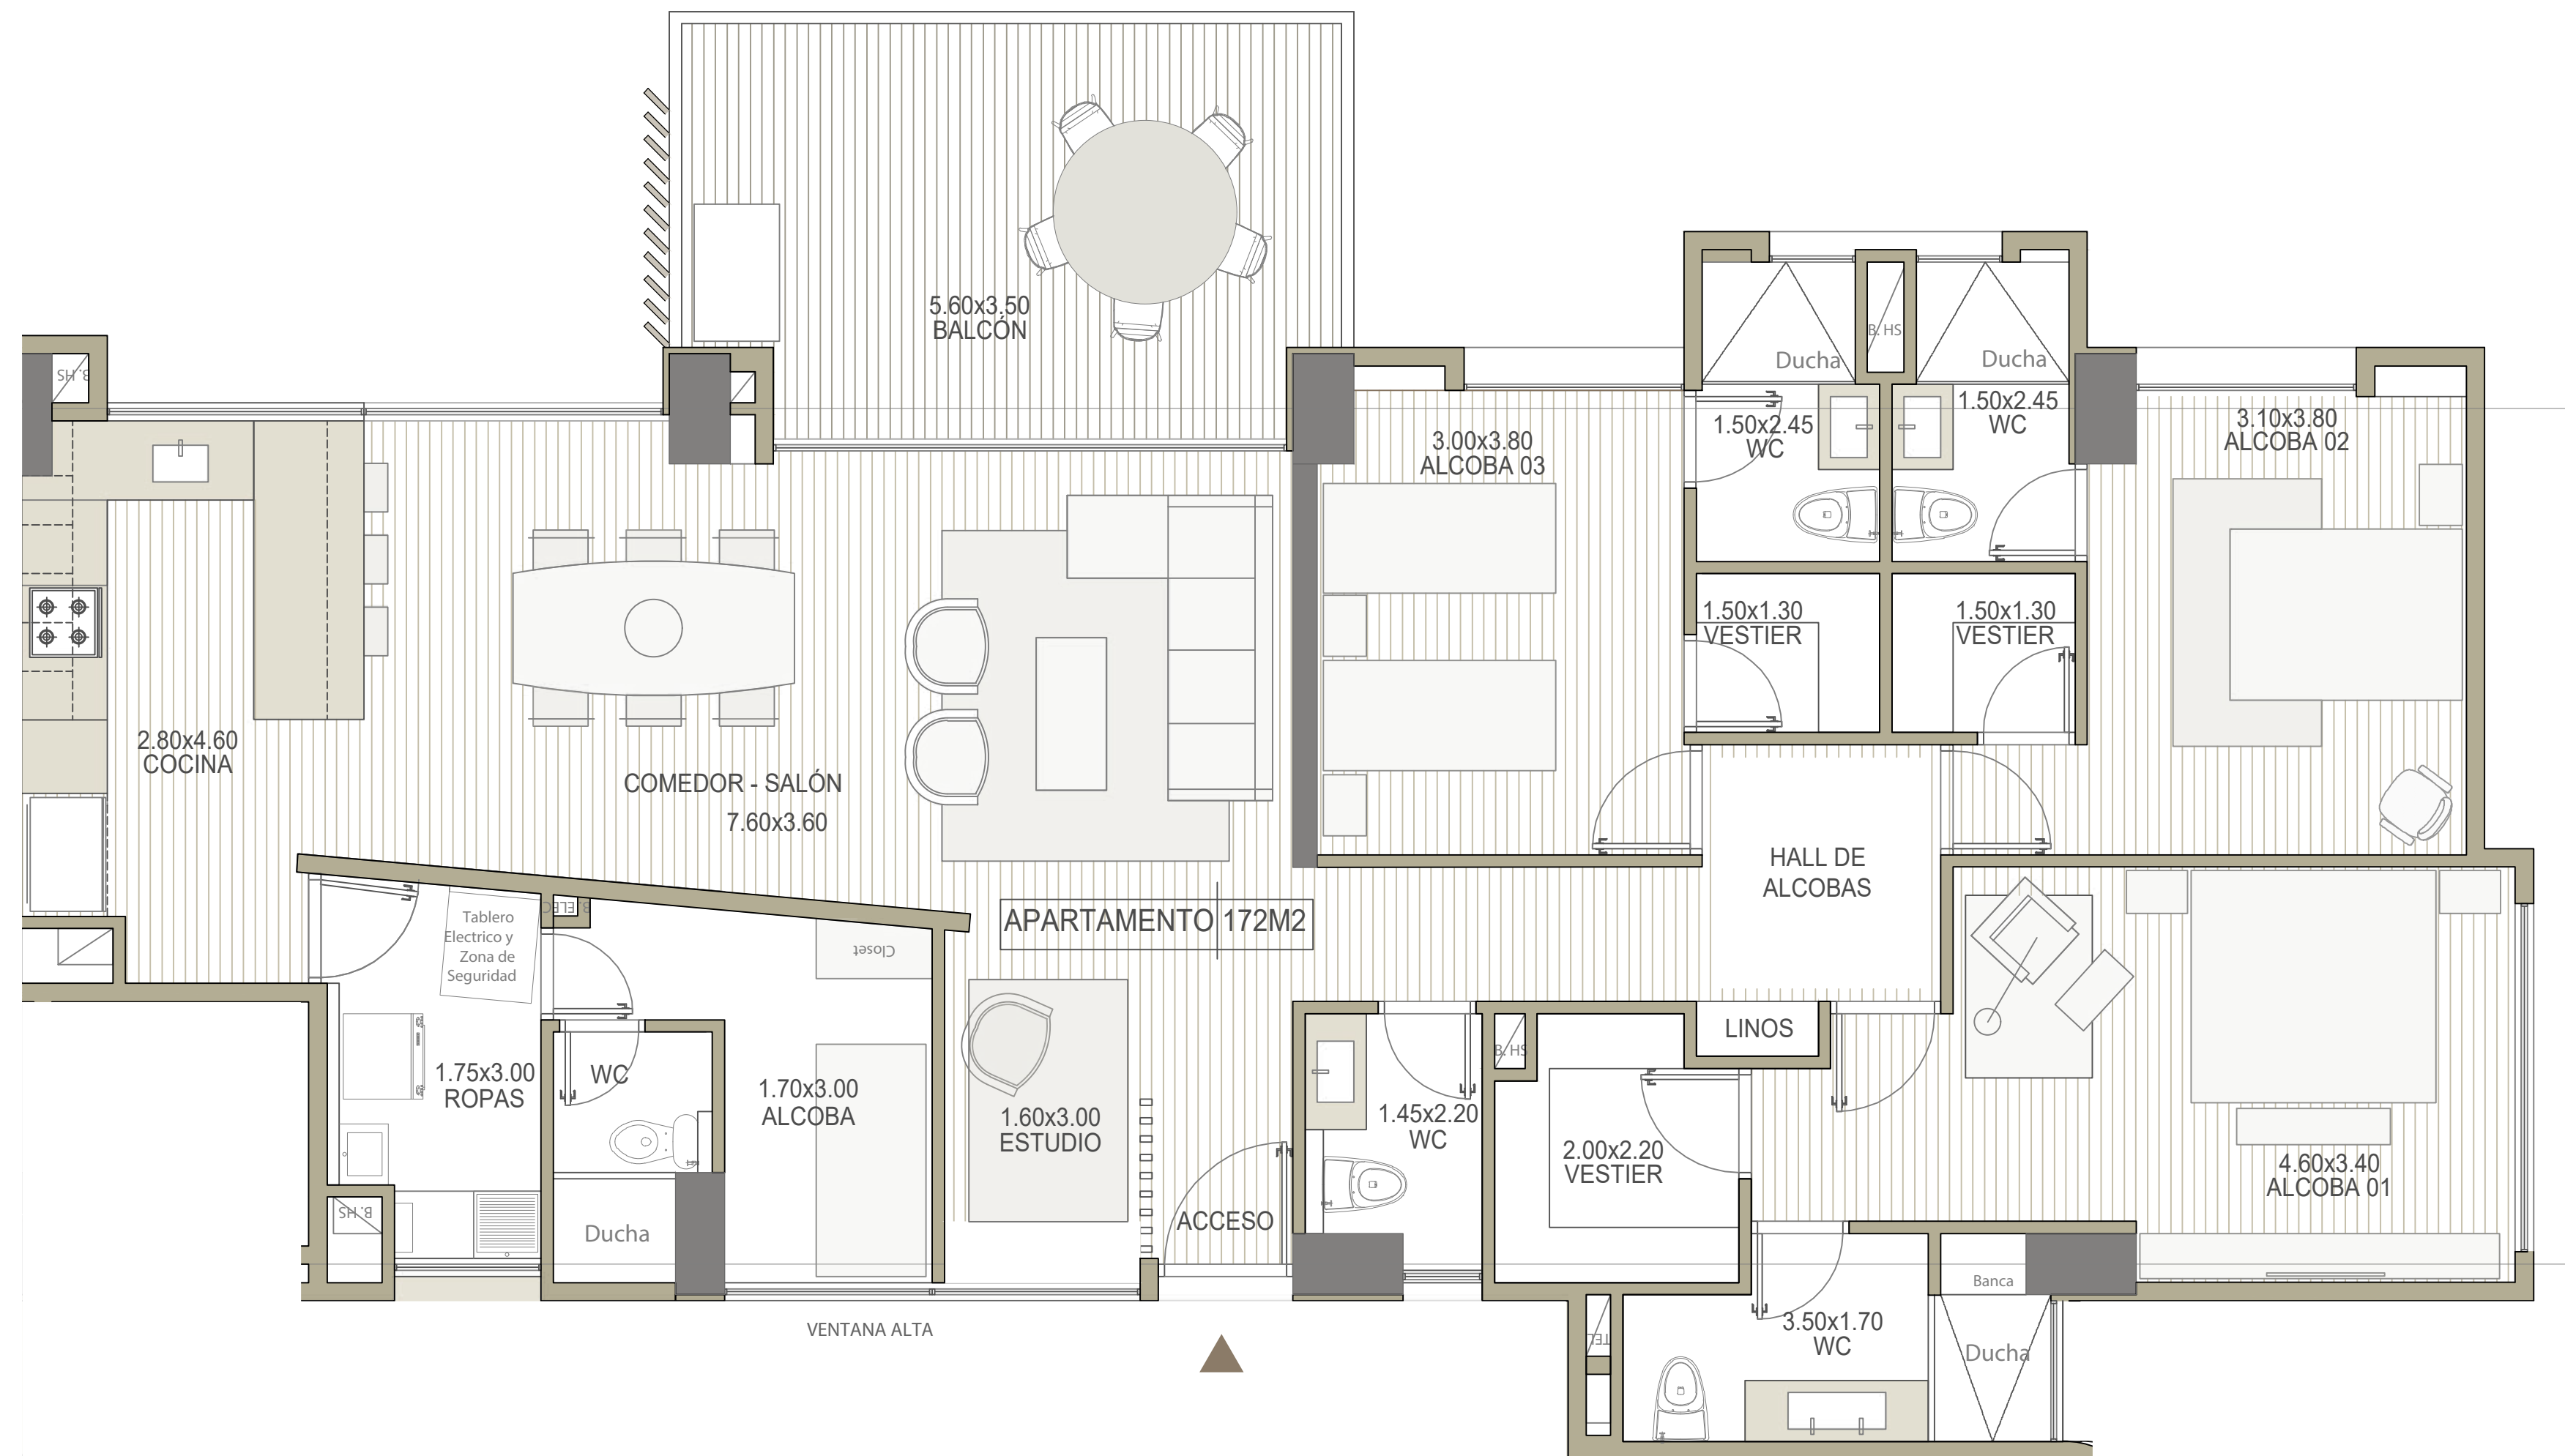 5.60x3.50
BALCÓN
B. HS
Ducha
B. HS
Ducha
1.50x2.45
WC
1.50x2.45
WC
3.10x3.80
ALCOBA 02
3.00x3.80
ALCOBA 03
1.50x1.30
VESTIER
1.50x1.30
VESTIER
2.80x4.60
COCINA
COMEDOR - SALÓN
7.60x3.60
HALL DE
ALCOBAS
APARTAMENTO 172M2
Tablero
Electrico y
Zona de
Seguridad
B. ELEC
Closet
LINOS
B. HS
1.75x3.00
ROPAS
WC
1.70x3.00
ALCOBA
1.60x3.00
ESTUDIO
1.45x2.20
WC
2.00x2.20
VESTIER
4.60x3.40
ALCOBA 01
B. HS
Ducha
ACCESO
Banca
VENTANA ALTA
3.50x1.70
WC
TEL
Ducha